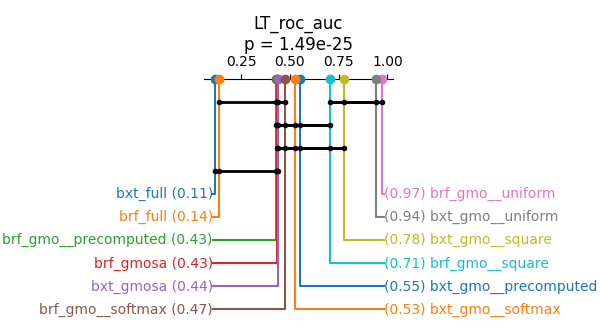 LT_roc_auc
p = 1.49e-25
0.25 0.50 0.75 1.00
bxt_full (0.11)
brf_full (0.14)
brf_gmo__precomputed (0.43)
brf_gmosa (0.43)
bxt_gmosa (0.44)
brf_gmo__softmax (0.47)
(0.97) brf_gmo__uniform
(0.94) bxt_gmo__uniform
(0.78) bxt_gmo__square
(0.71) brf_gmo__square
(0.55) bxt_gmo__precomputed
(0.53) bxt_gmo__softmax